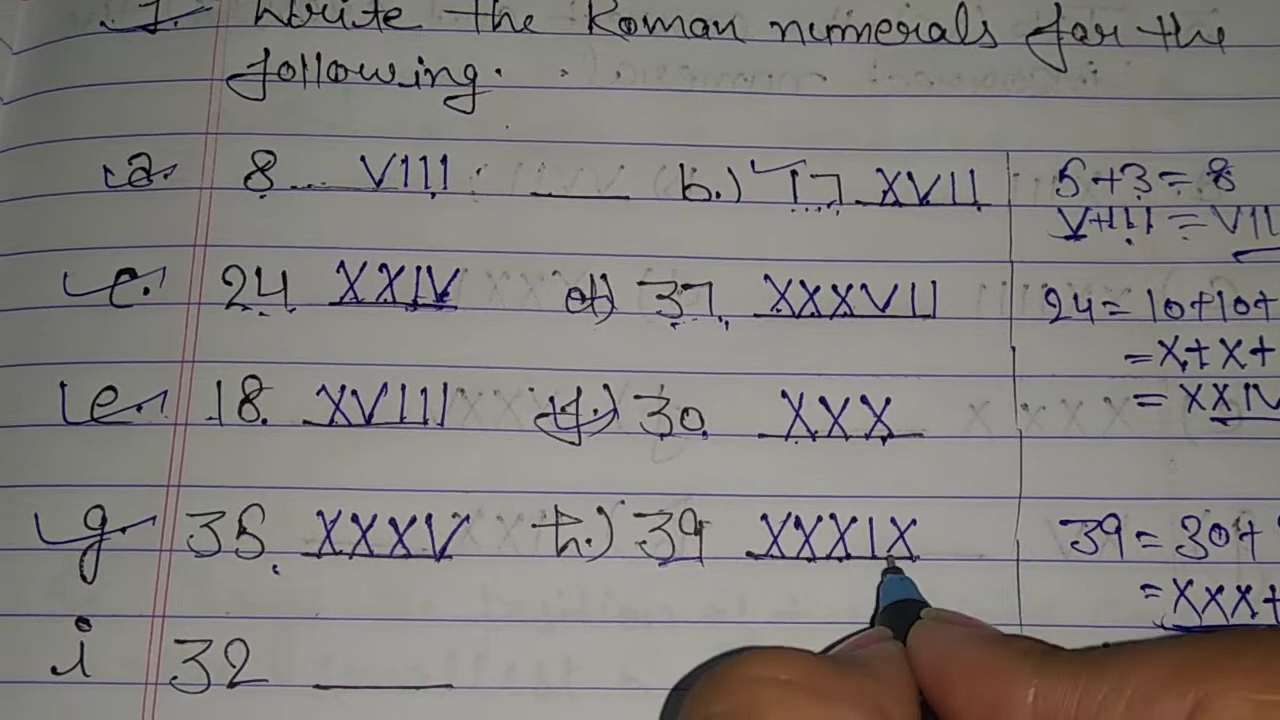 1. Write the Roman numerals for the
following.
a. 8 VIII b.) 17 XVII 5+3=8
V+III = VIII
c. 24 XXIV d) 37 XXXVII 24=10+10+
=X+X+
e. 18 XVIII f.) 30 XXX = XXIV
g 35 XXXV h.) 39 XXXIX 39=30+
=XXX+
i 32